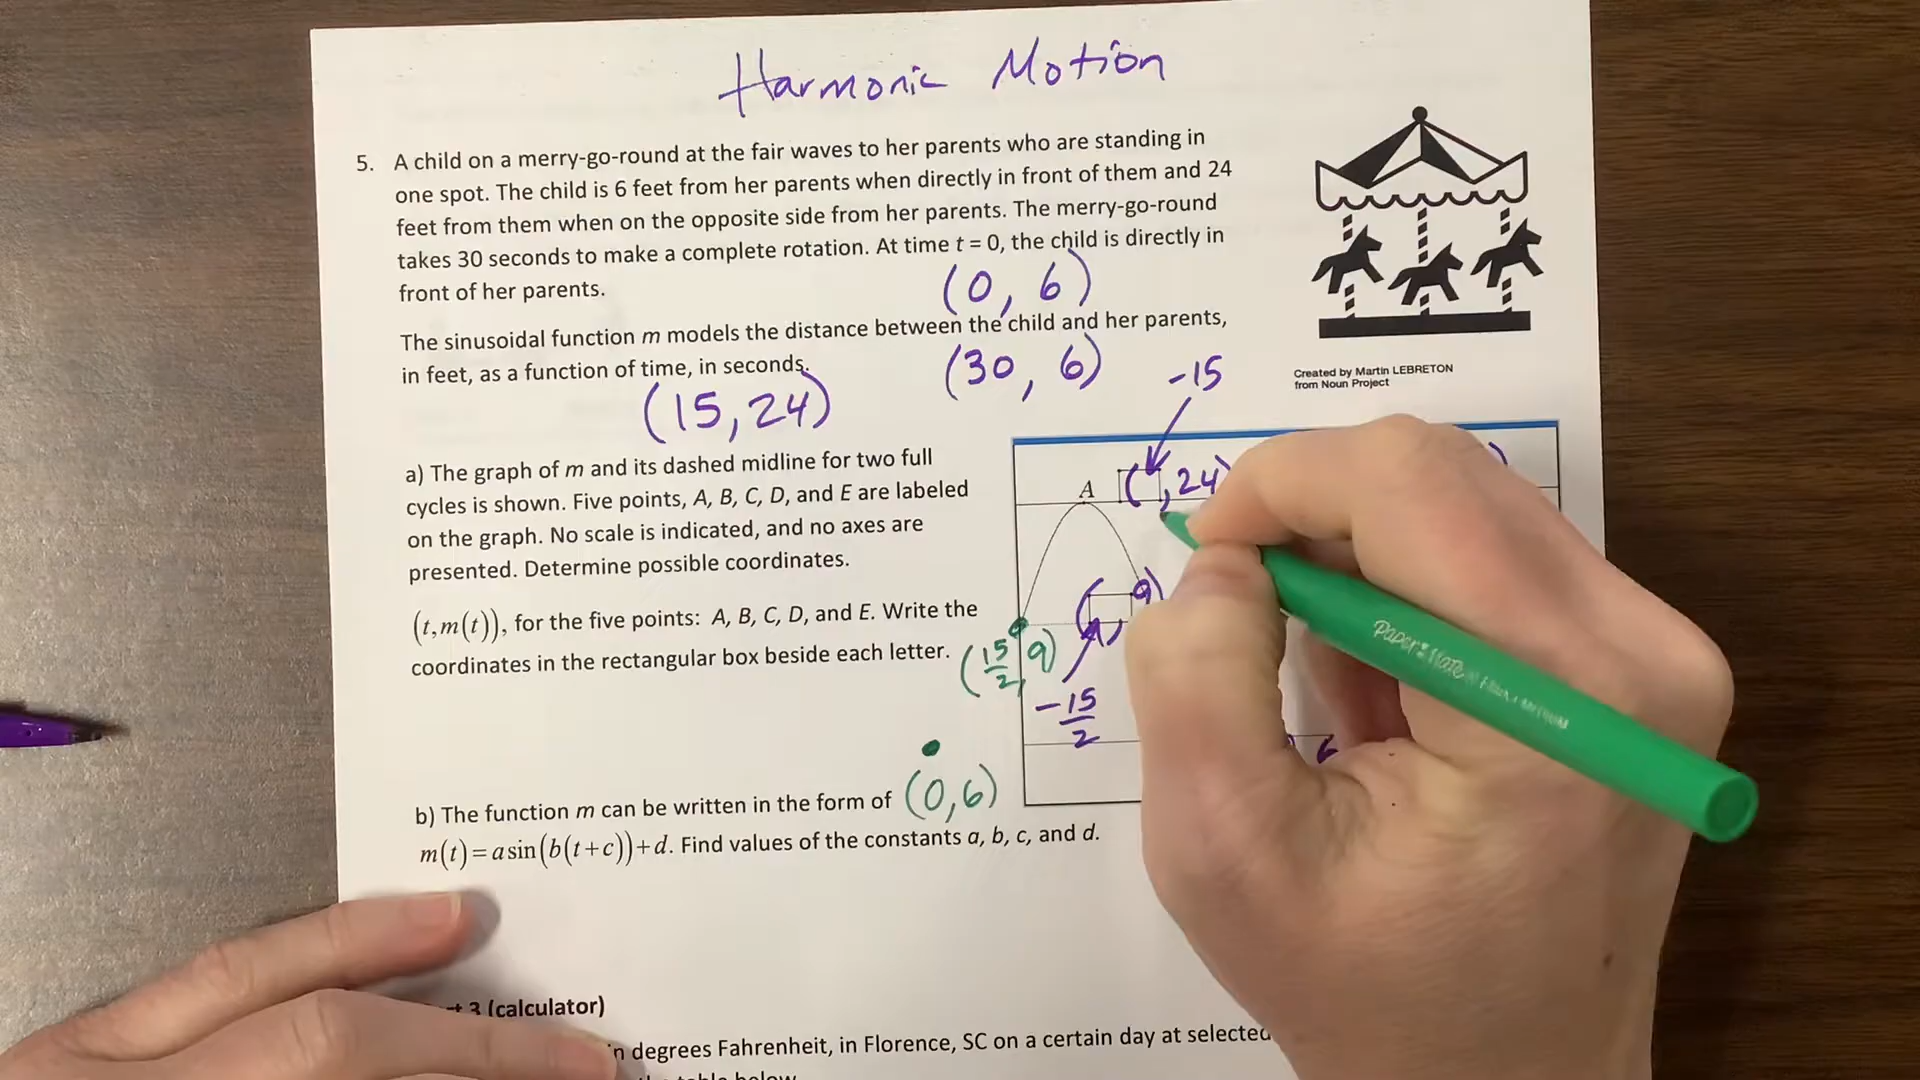 Harmonic Motion
5. A child on a merry-go-round at the fair waves to her parents who are standing in
one spot. The child is 6 feet from her parents when directly in front of them and 24
feet from them when on the opposite side from her parents. The merry-go-round
takes 30 seconds to make a complete rotation. At time t = 0, the child is directly in
front of her parents.
(0, 6)
The sinusoidal function m models the distance between the child and her parents,
in feet, as a function of time, in seconds.
(30, 6)
(15, 24)
-15
Created by Martin LEBRETON
from Noun Project
a) The graph of m and its dashed midline for two full
cycles is shown. Five points, A, B, C, D, and E are labeled
on the graph. No scale is indicated, and no axes are
presented. Determine possible coordinates.
(t,m(t)), for the five points: A, B, C, D, and E. Write the
coordinates in the rectangular box beside each letter.
A ( , 24)
( , 9)
(15/2, 9)
-15/2
6
(0,6)
b) The function m can be written in the form of
m(t)=asin(b(t+c))+d. Find values of the constants a, b, c, and d.
3 (calculator)
degrees Fahrenheit, in Florence, SC on a certain day at selected
table below